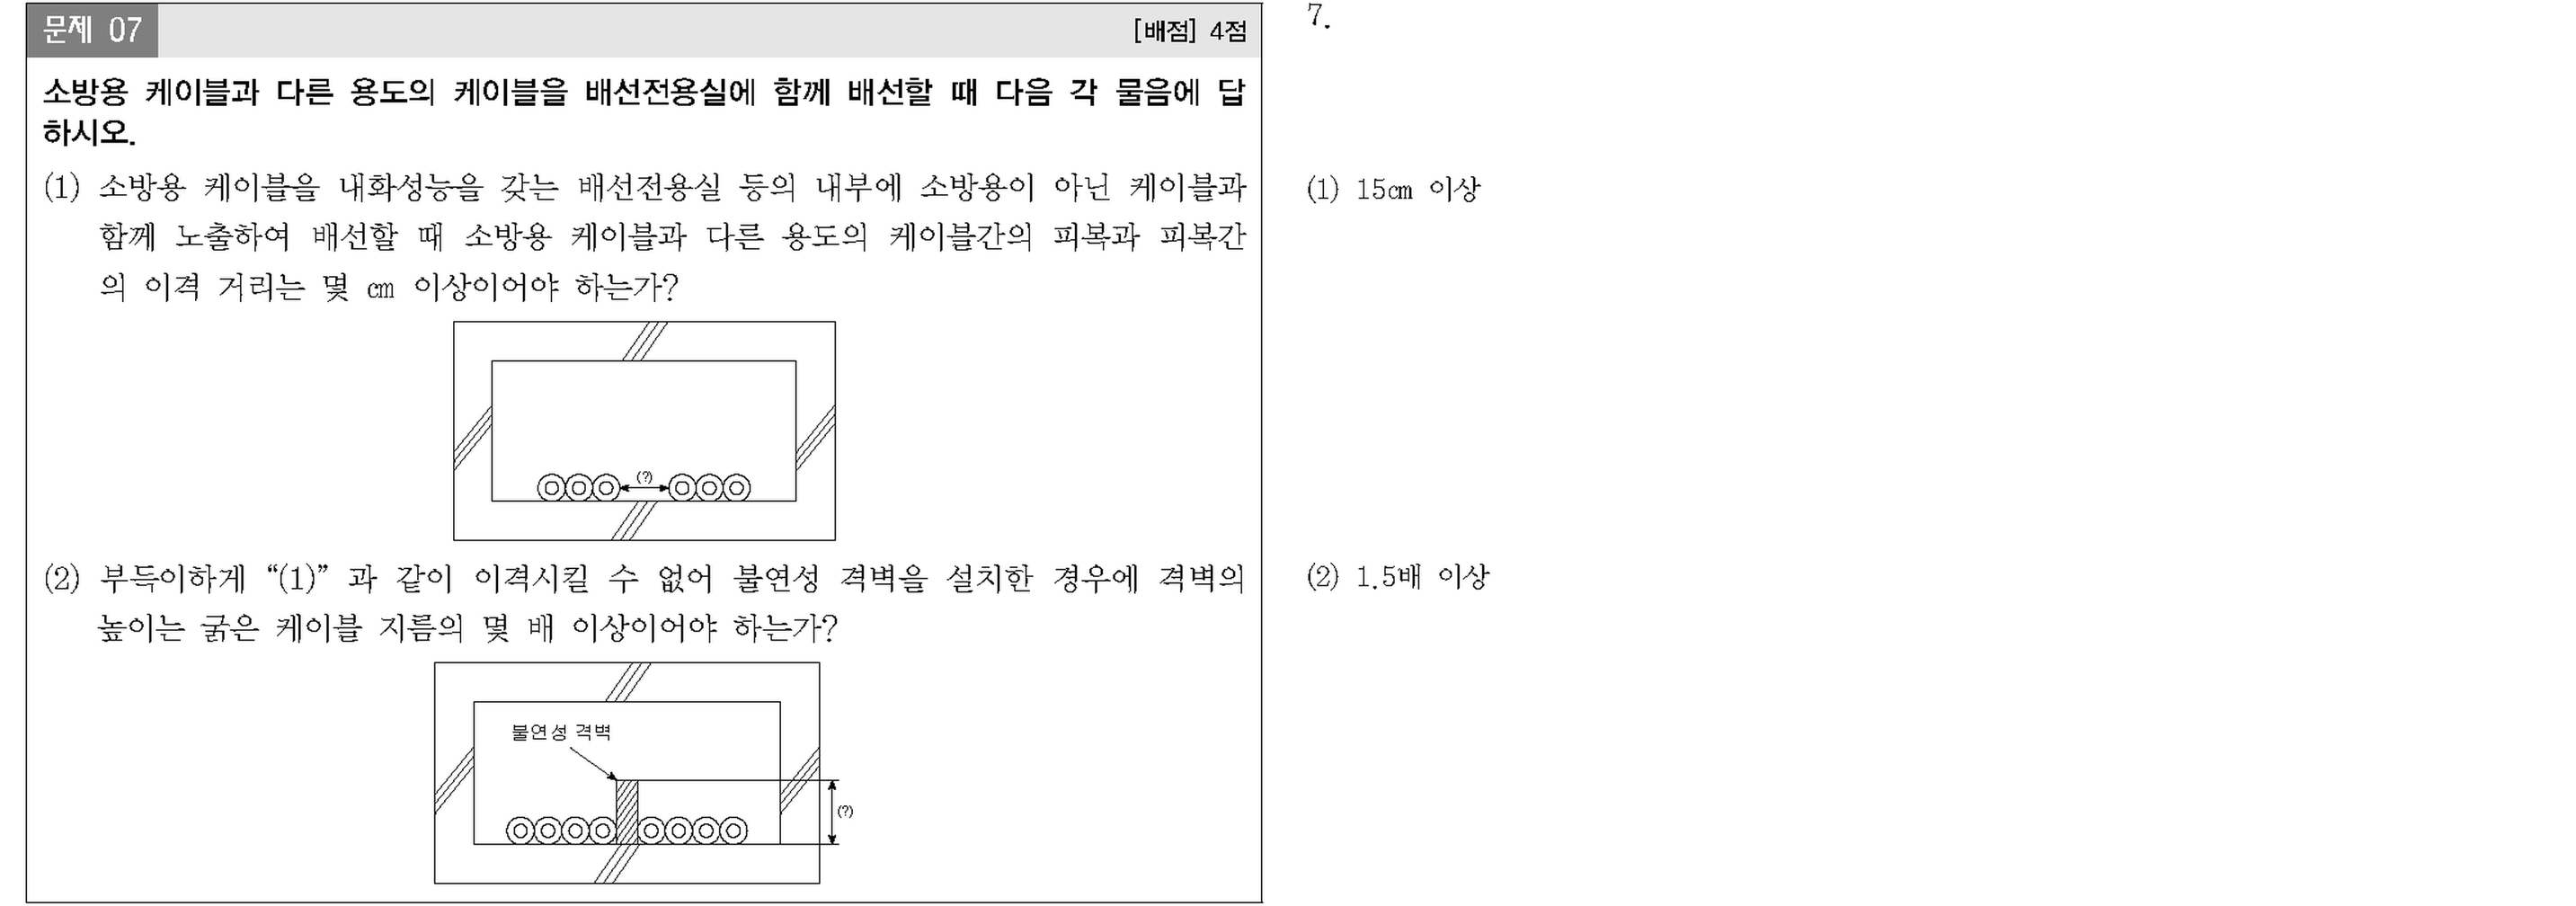 문제 07
[배점] 4점
소방용 케이블과 다른 용도의 케이블을 배선전용실에 함께 배선할 때 다음 각 물음에 답
하시오.
(1) 소방용 케이블을 내화성능을 갖는 배선전용실 등의 내부에 소방용이 아닌 케이블과
함께 노출하여 배선할 때 소방용 케이블과 다른 용도의 케이블간의 피복과 피복간
의 이격 거리는 몇 ㎝ 이상이어야 하는가?
(?)
(2) 부득이하게 “(1)”과 같이 이격시킬 수 없어 불연성 격벽을 설치한 경우에 격벽의
높이는 굵은 케이블 지름의 몇 배 이상이어야 하는가?
불연성 격벽
(?)
7.
(1) 15㎝ 이상
(2) 1.5배 이상